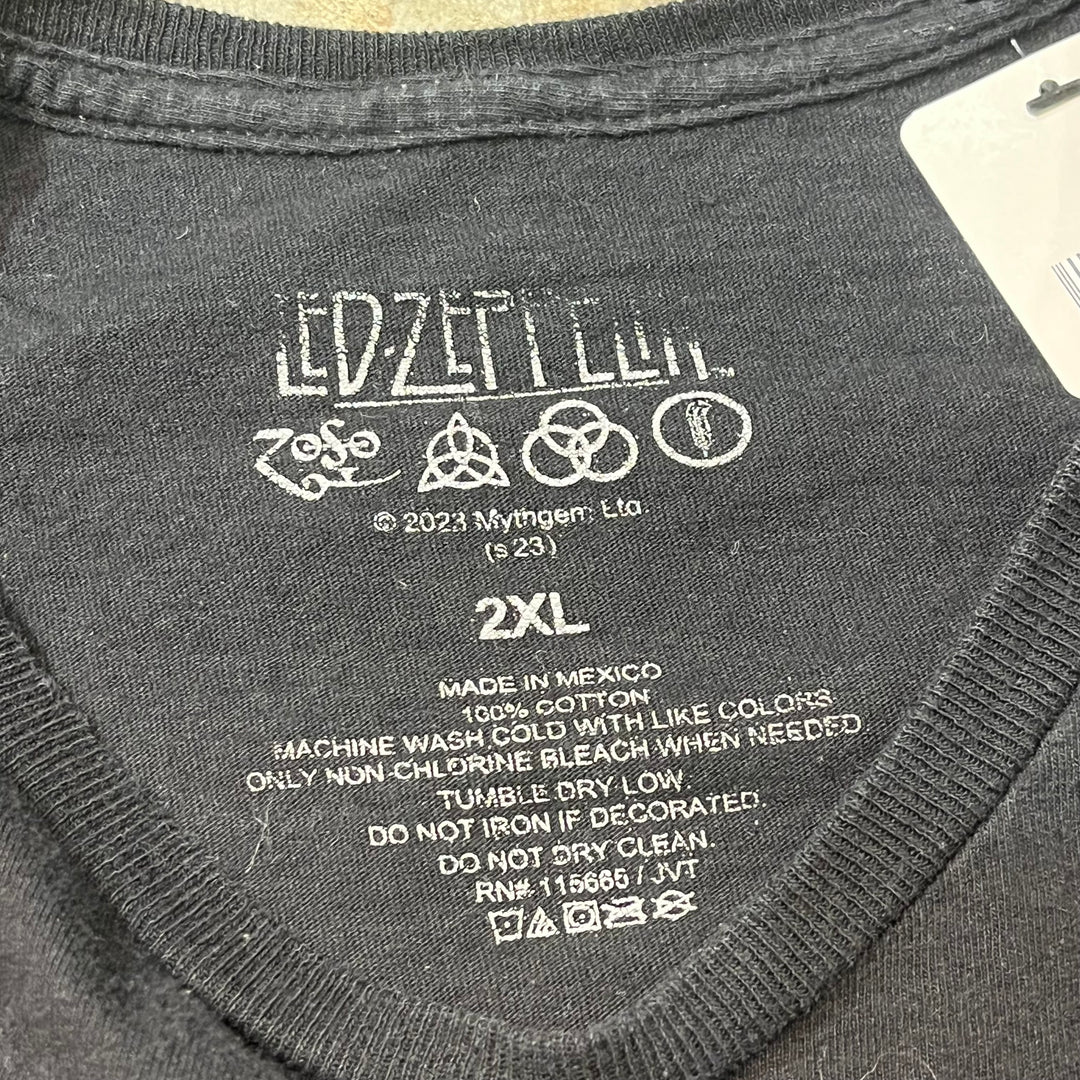 LED-ZEPPELIN
ZOSO
© 2023 Mythgem Ltd.
(s 23)
2XL
MADE IN MEXICO
100% COTTON
MACHINE WASH COLD WITH LIKE COLORS
ONLY NON-CHLORINE BLEACH WHEN NEEDED
TUMBLE DRY LOW.
DO NOT IRON IF DECORATED.
DO NOT DRY CLEAN.
RN# 115665 / JVT